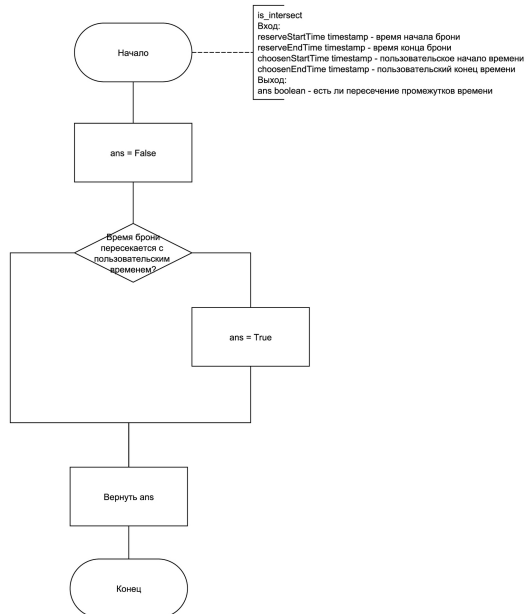 is_intersect
Вход:
reserveStartTime timestamp - время начала брони
reserveEndTime timestamp - время конца брони
choosenStartTime timestamp - пользовательское начало времени
choosenEndTime timestamp - пользовательский конец времени
Выход:
ans boolean - есть ли пересечение промежутков времени
Начало
ans = False
Время брони
пересекается с
пользовательским
временем?
ans = True
Вернуть ans
Конец